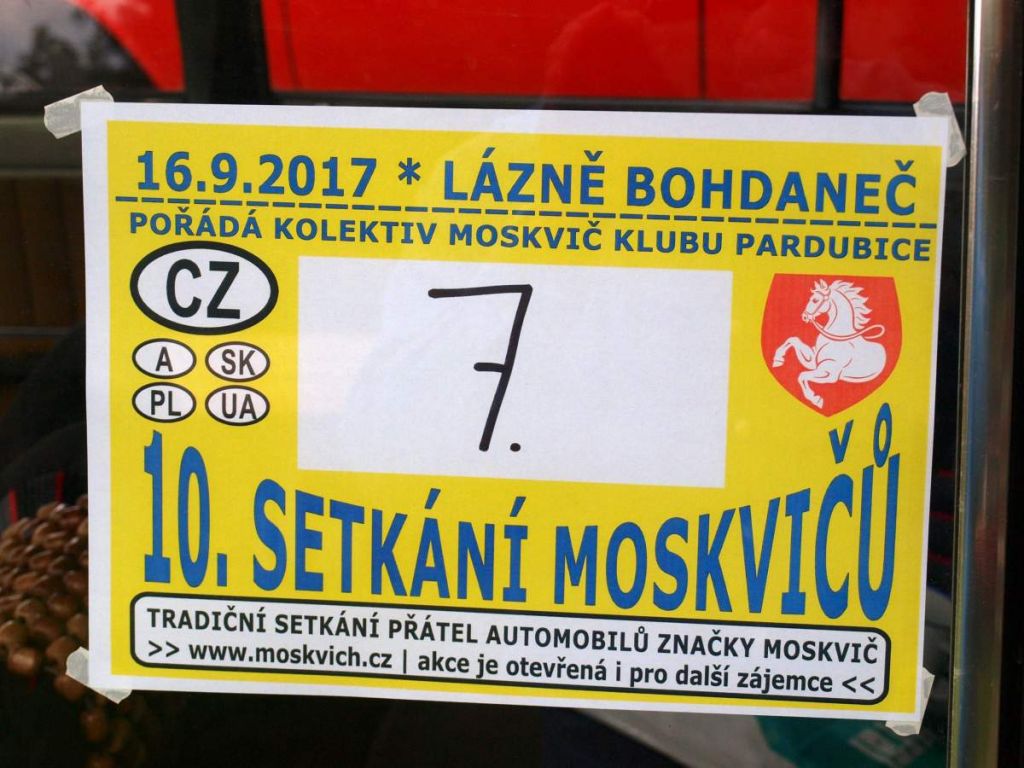 16.9.2017 * LÁZNĚ BOHDANEČ
POŘÁDÁ KOLEKTIV MOSKVIČ KLUBU PARDUBICE
CZ
A SK
PL UA
7.
10. SETKÁNÍ MOSKVIČŮ
TRADIČNÍ SETKÁNÍ PŘÁTEL AUTOMOBILŮ ZNAČKY MOSKVIČ
>> www.moskvich.cz | akce je otevřená i pro další zájemce <<